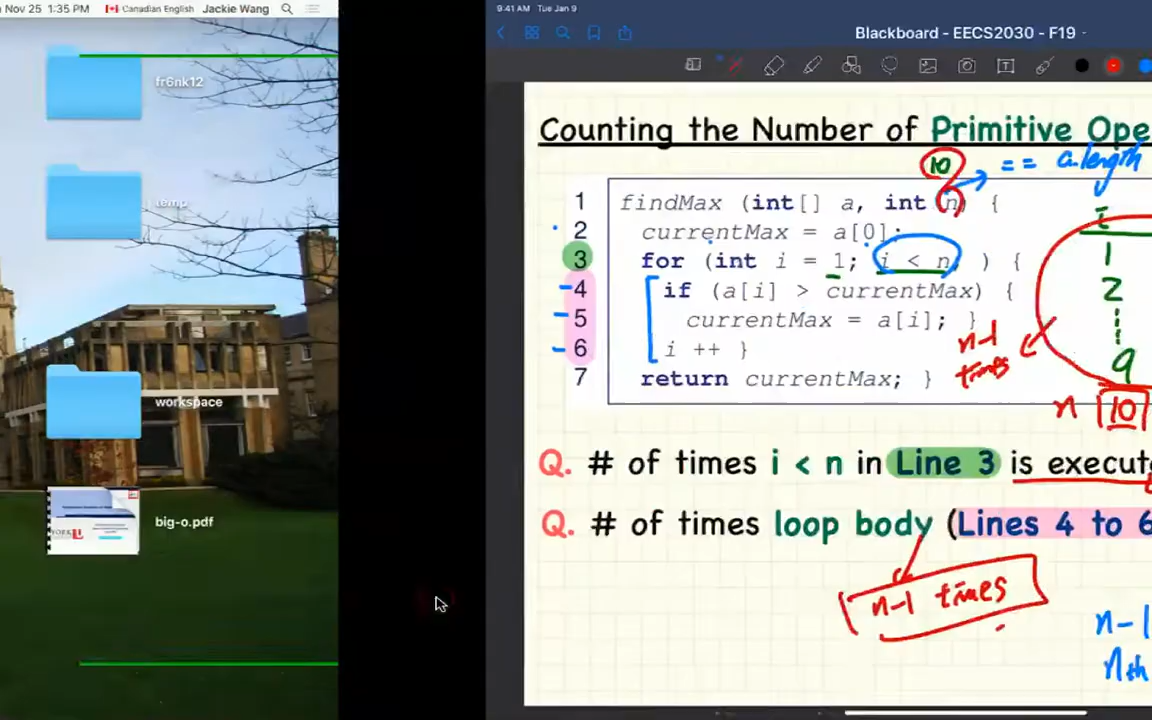 Nov 25 1:35 PM Canadian English Jackie Wang
fr6nk12
temp
workspace
big-o.pdf
9:41 AM Tue Jan 9
Blackboard - EECS2030 - F19
Counting the Number of Primitive Ope
10 == a.length
1 findMax (int[] a, int n) {
2 currentMax = a[0];
3 for (int i = 1; i < n; ) {
4 if (a[i] > currentMax) {
5 currentMax = a[i]; }
6 i ++ }
7 return currentMax; }
i
1
2
9
n 10
n-1
times
Q. # of times i < n in Line 3 is execut
Q. # of times loop body (Lines 4 to 6
n-1 times
n-1
nth